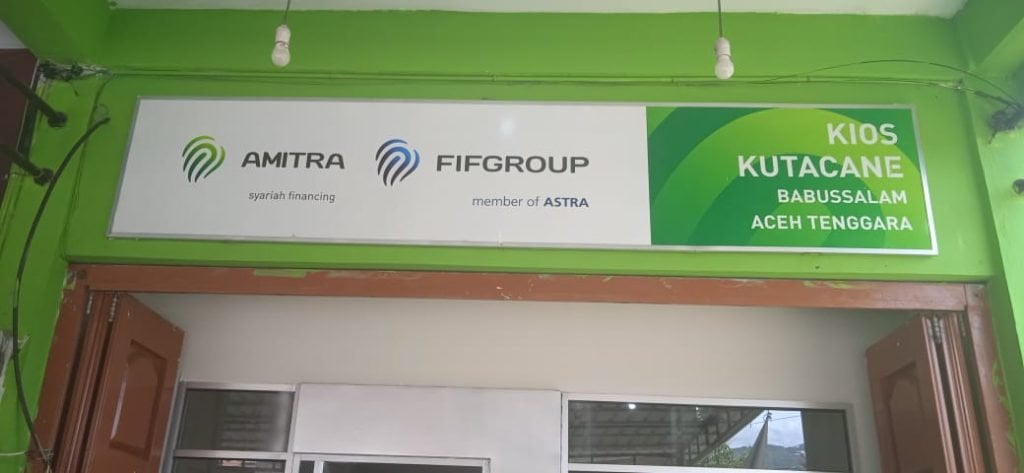 AMITRA
syariah financing
FIFGROUP
member of ASTRA
KIOS
KUTACANE
BABUSSALAM
ACEH TENGGARA